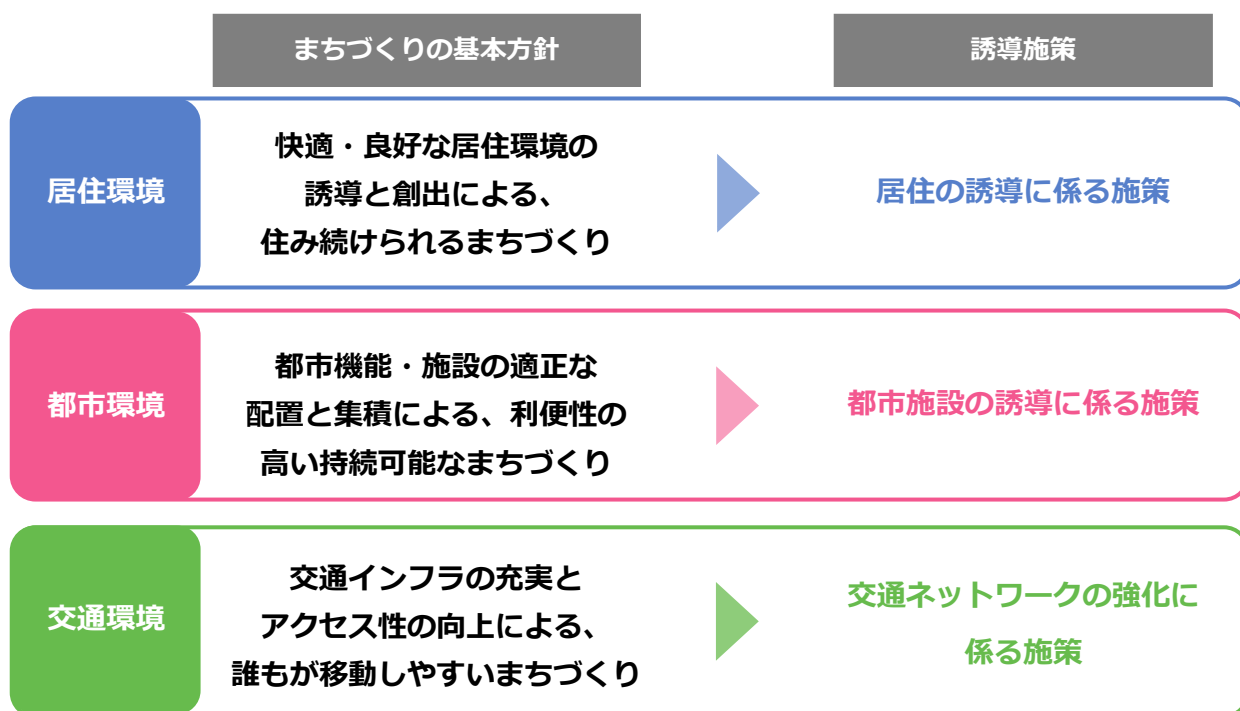 まちづくりの基本方針
誘導施策
居住環境
快適・良好な居住環境の
誘導と創出による、
住み続けられるまちづくり
居住の誘導に係る施策
都市環境
都市機能・施設の適正な
配置と集積による、利便性の
高い持続可能なまちづくり
都市施設の誘導に係る施策
交通環境
交通インフラの充実と
アクセス性の向上による、
誰もが移動しやすいまちづくり
交通ネットワークの強化に
係る施策